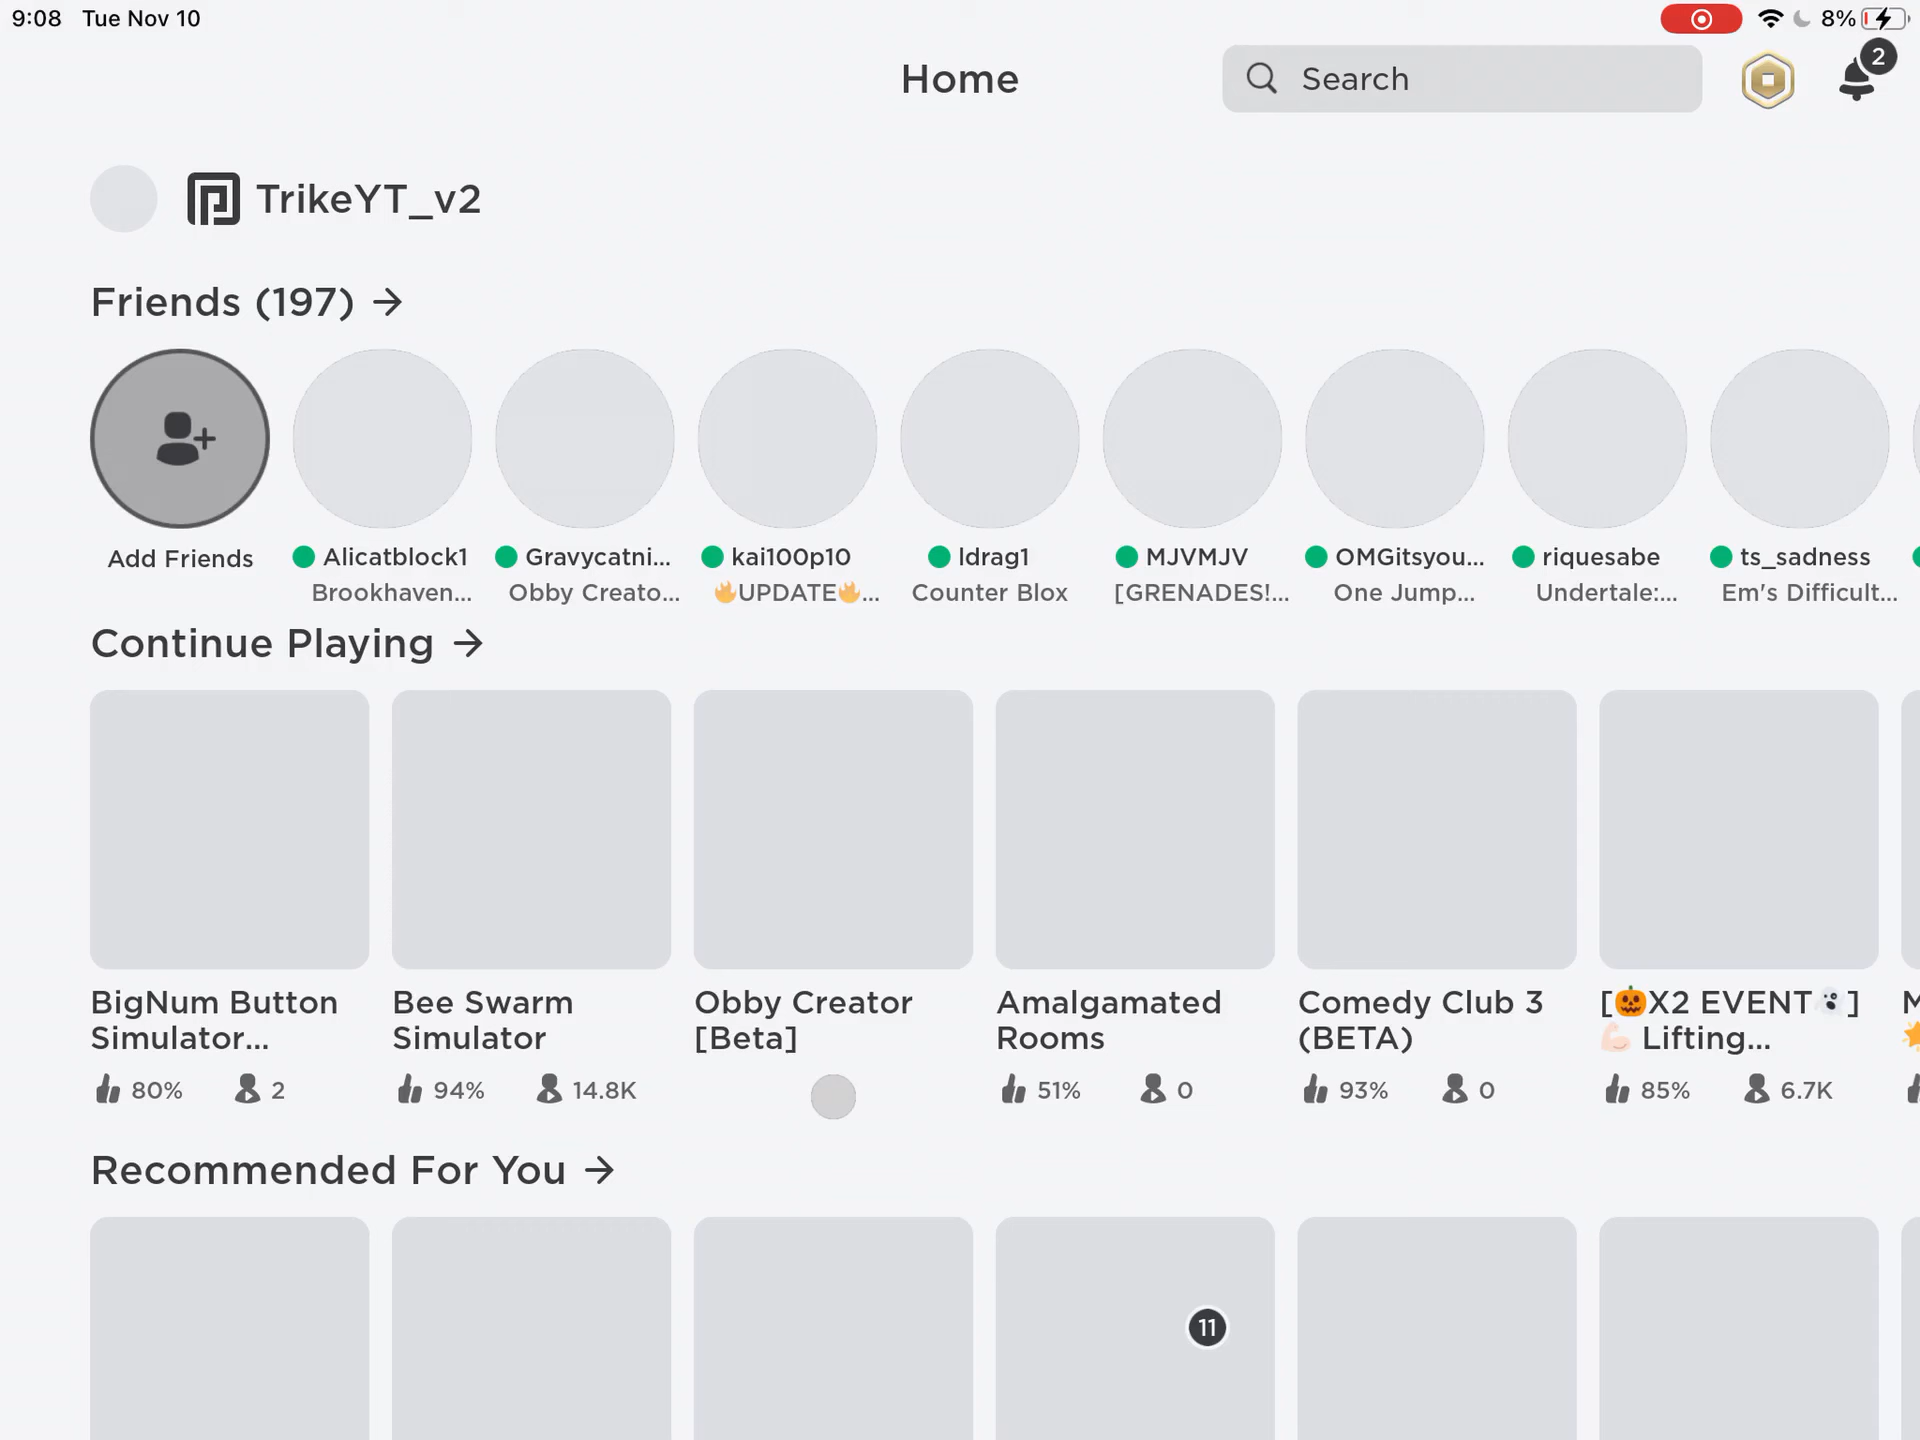 9:08 Tue Nov 10 8%
Home
Search
2
TrikeYT_v2
Friends (197) →
Add Friends
Alicatblock1
Brookhaven...
Gravycatni...
Obby Creato...
kai100p10
🔥UPDATE🔥...
ldrag1
Counter Blox
MJVMJV
[GRENADES!...
OMGitsyou...
One Jump...
riquesabe
Undertale:...
ts_sadness
Em's Difficult...
Continue Playing →
BigNum Button
Simulator...
80% 2
Bee Swarm
Simulator
94% 14.8K
Obby Creator
[Beta]
Amalgamated
Rooms
51% 0
Comedy Club 3
(BETA)
93% 0
[🎃X2 EVENT👻]
💪🏻 Lifting...
85% 6.7K
Recommended For You →
11